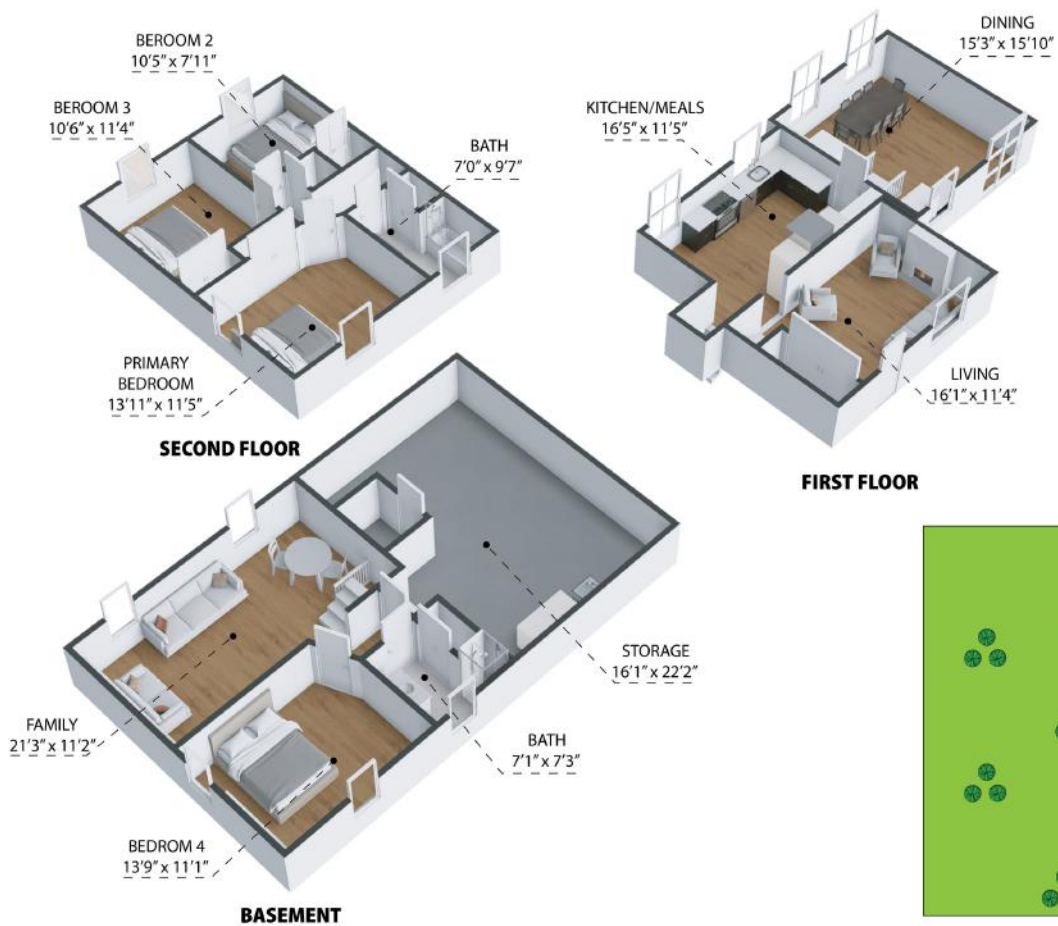 BEROOM 2
10'5" x 7'11"
BEROOM 3
10'6" x 11'4"
BATH
7'0" x 9'7"
PRIMARY
BEDROOM
13'11" x 11'5"
SECOND FLOOR
DINING
15'3" x 15'10"
KITCHEN/MEALS
16'5" x 11'5"
LIVING
16'1" x 11'4"
FIRST FLOOR
STORAGE
16'1" x 22'2"
FAMILY
21'3" x 11'2"
BATH
7'1" x 7'3"
BEDROM 4
13'9" x 11'1"
BASEMENT